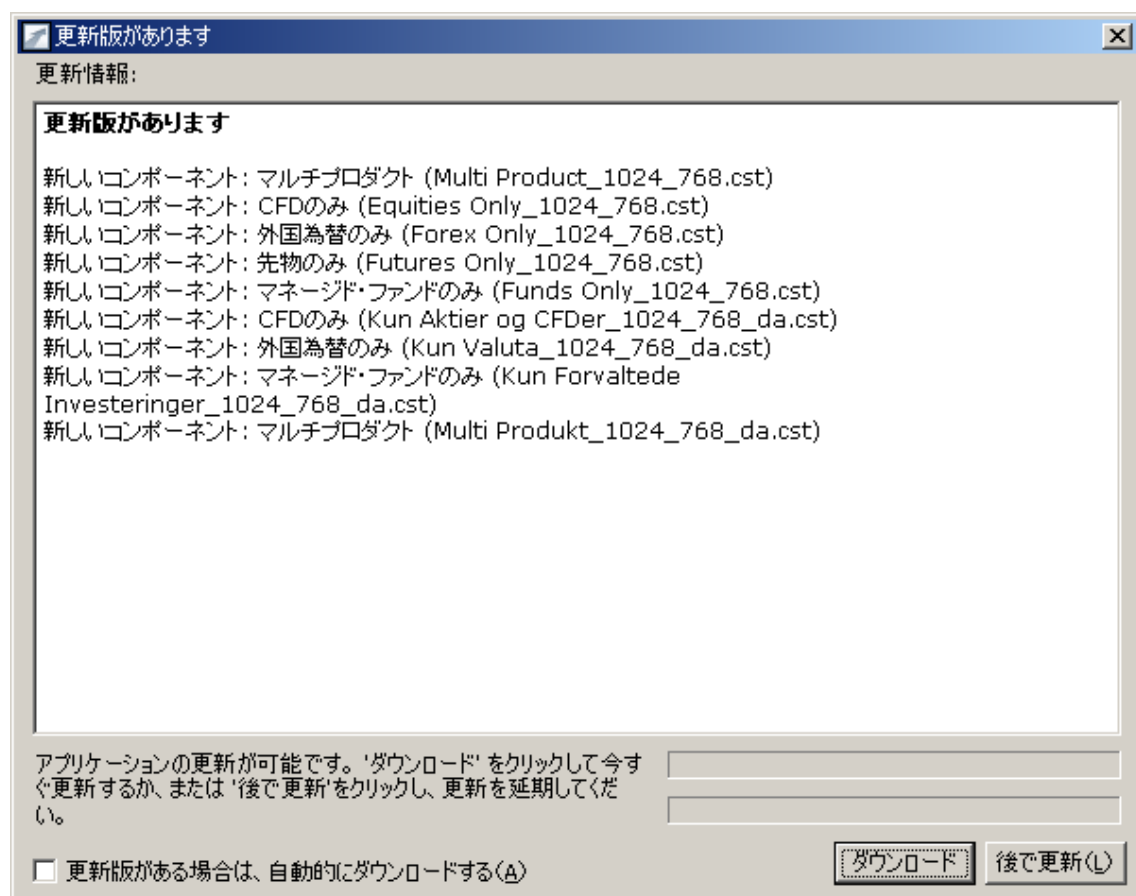 更新版があります
更新情報:
更新版があります
新しいコンポーネント: マルチプロダクト (Multi Product_1024_768.cst)
新しいコンポーネント: CFDのみ (Equities Only_1024_768.cst)
新しいコンポーネント: 外国為替のみ (Forex Only_1024_768.cst)
新しいコンポーネント: 先物のみ (Futures Only_1024_768.cst)
新しいコンポーネント: マネージド・ファンドのみ (Funds Only_1024_768.cst)
新しいコンポーネント: CFDのみ (Kun Aktier og CFDer_1024_768_da.cst)
新しいコンポーネント: 外国為替のみ (Kun Valuta_1024_768_da.cst)
新しいコンポーネント: マネージド・ファンドのみ (Kun Forvaltede
Investeringer_1024_768_da.cst)
新しいコンポーネント: マルチプロダクト (Multi Produkt_1024_768_da.cst)
アプリケーションの更新が可能です。'ダウンロード' をクリックして今す
ぐ更新するか、または '後で更新'をクリックし、更新を延期してくだ
い。
更新版がある場合は、自動的にダウンロードする(A)
ダウンロード
後で更新(L)